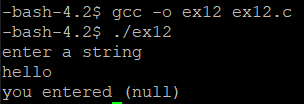 -bash-4.2$ gcc -o ex12 ex12.c
-bash-4.2$ ./ex12
enter a string
hello
you entered (null)